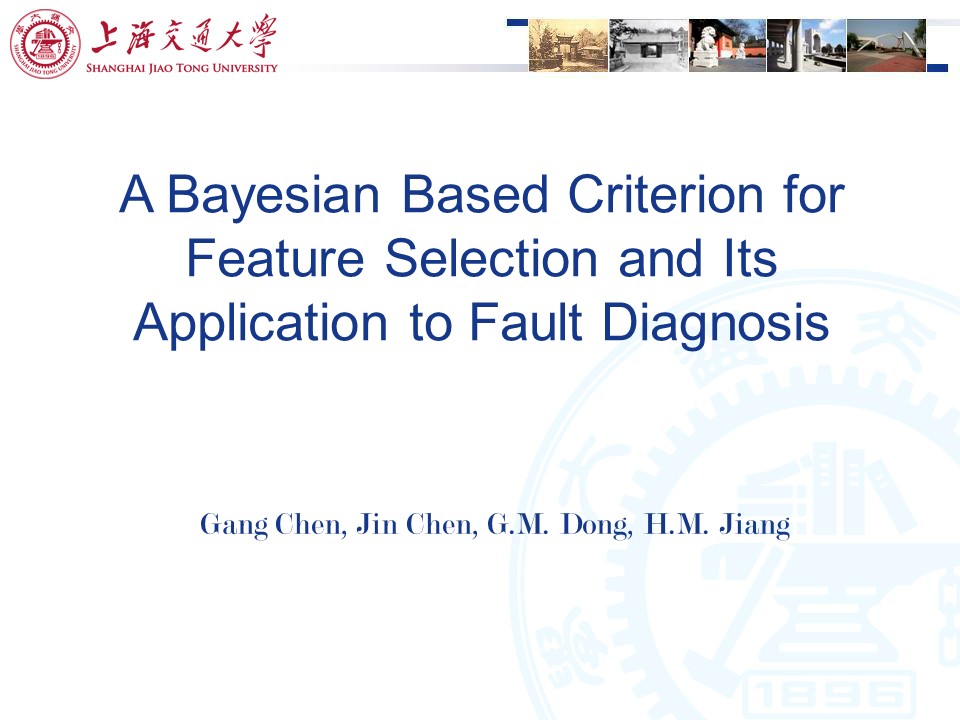 上海交通大学
SHANGHAI JIAO TONG UNIVERSITY
A Bayesian Based Criterion for
Feature Selection and Its
Application to Fault Diagnosis
Gang Chen, Jin Chen, G.M. Dong, H.M. Jiang
1896